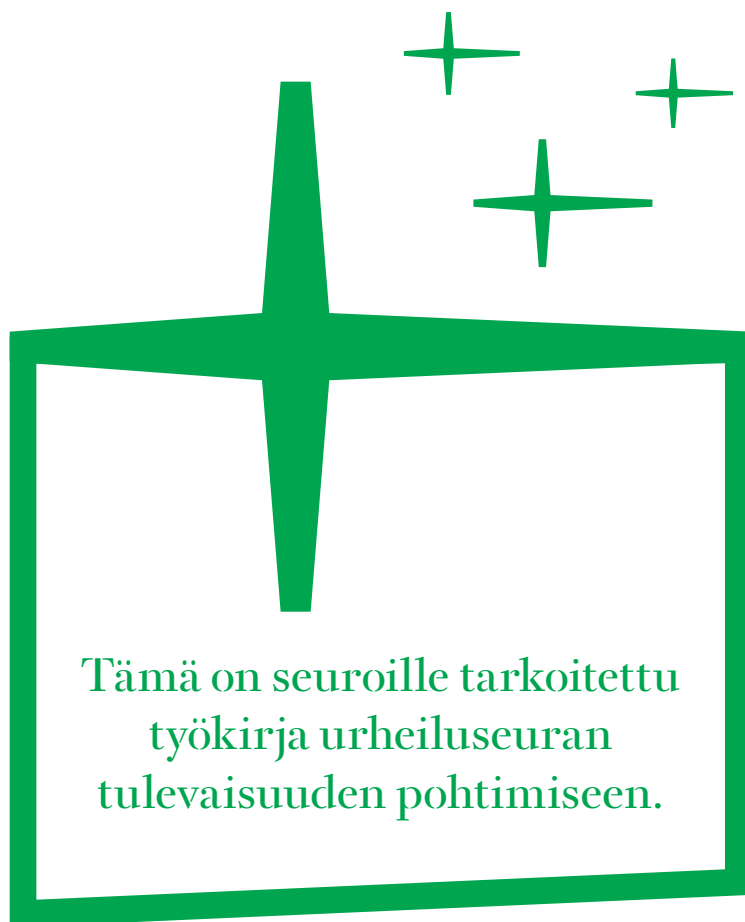 Tämä on seuroille tarkoitettu
työkirja urheiluseuran
tulevaisuuden pohtimiseen.